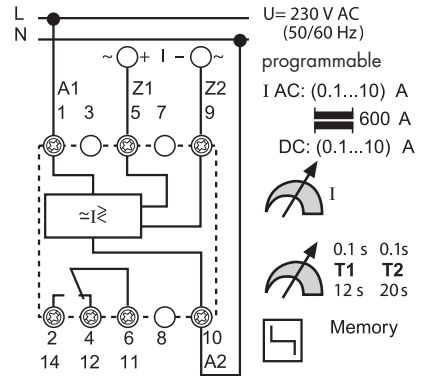 L
N
U= 230 V AC
(50/60 Hz)
~ + I – ~
programmable
A1 Z1 Z2
1 3 5 7 9
I AC: (0.1...10) A
600 A
DC: (0.1...10) A
≃I≷
I
0.1 s 0.1s
T1 T2
12 s 20s
2 4 6 8 10
14 12 11 A2
Memory